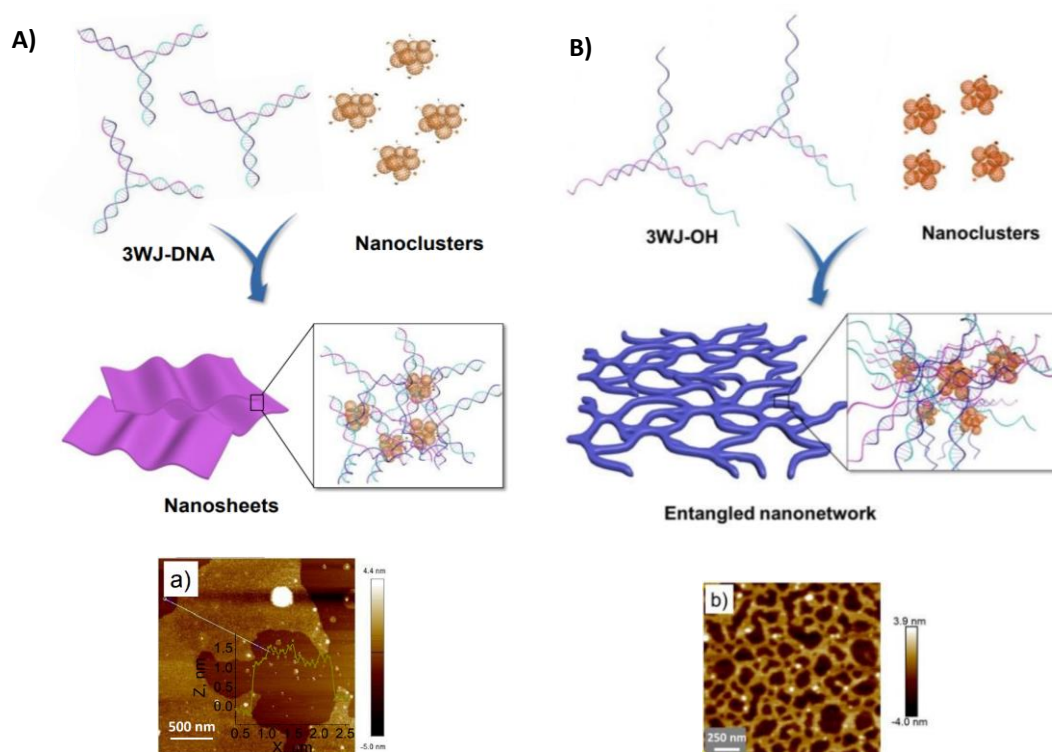 A)
3WJ-DNA
Nanoclusters
Nanosheets
a)
4.4 nm
-5.0 nm
Z, nm
1.5
1.0
0.5
0.0
0.5 1.0 1.5 2.0 2.5
500 nm
B)
3WJ-OH
Nanoclusters
Entangled nanonetwork
b)
3.9 nm
-4.0 nm
250 nm